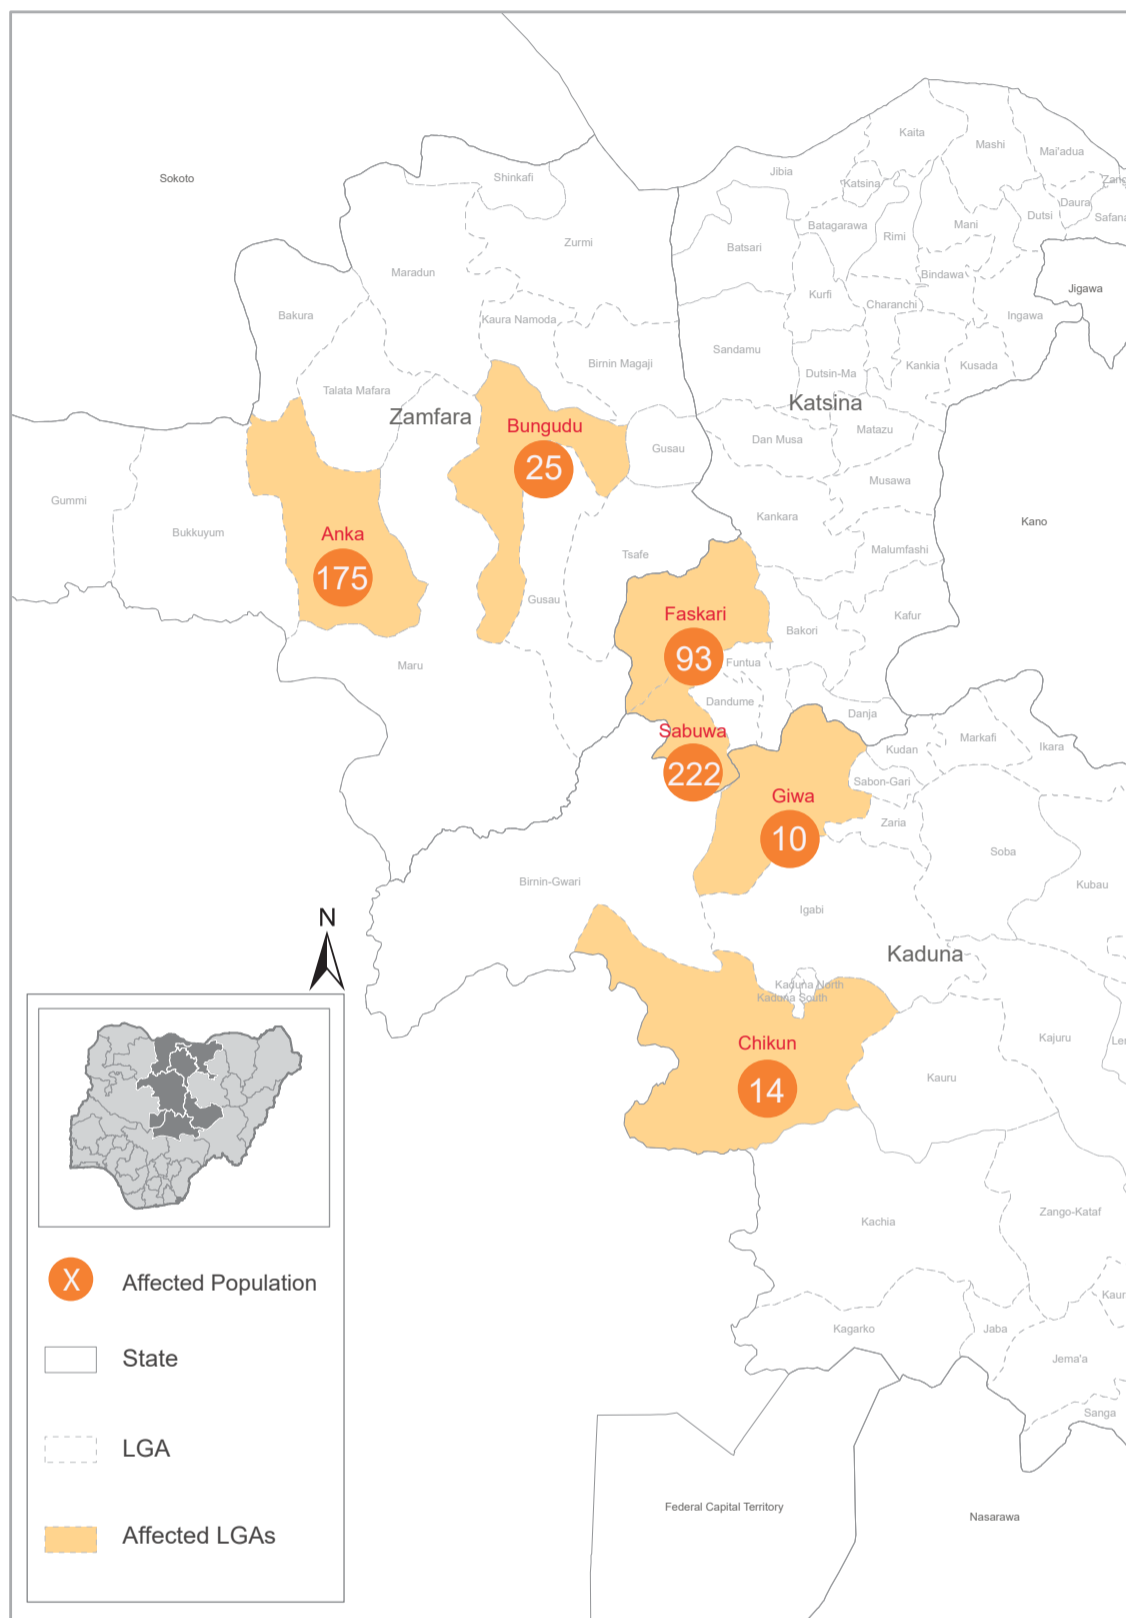 Kaita
Mashi
Mai'adua
Sokoto
Shinkafi
Jibia
Katsina
Daura
Dutsi
Safana
Batagarawa
Rimi
Mani
Zurmi
Batsari
Maradun
Bindawa
Jigawa
Kurfi
Charanchi
Ingawa
Bakura
Kaura Namoda
Sandamu
Birnin Magaji
Kankia
Kusada
Dutsin-Ma
Talata Mafara
Katsina
Zamfara
Bungudu
Matazu
Dan Musa
Gusau
25
Musawa
Gummi
Kankara
Kano
Bukkuyum
Anka
Malumfashi
Tsafe
175
Gusau
Faskari
Kafur
Bakori
93
Funtua
Maru
Dandume
Danja
Sabuwa
Markafi
Ikara
Kudan
222
Sabon-Gari
Giwa
Zaria
10
Soba
Birnin-Gwari
Kubau
Igabi
N
Kaduna
Kaduna North
Kaduna South
Chikun
Kajuru
Kauru
14
Zango-Kataf
Kachia
X
Affected Population
Kagarko
Jaba
State
Jema'a
Sanga
LGA
Federal Capital Territory
Nasarawa
Affected LGAs